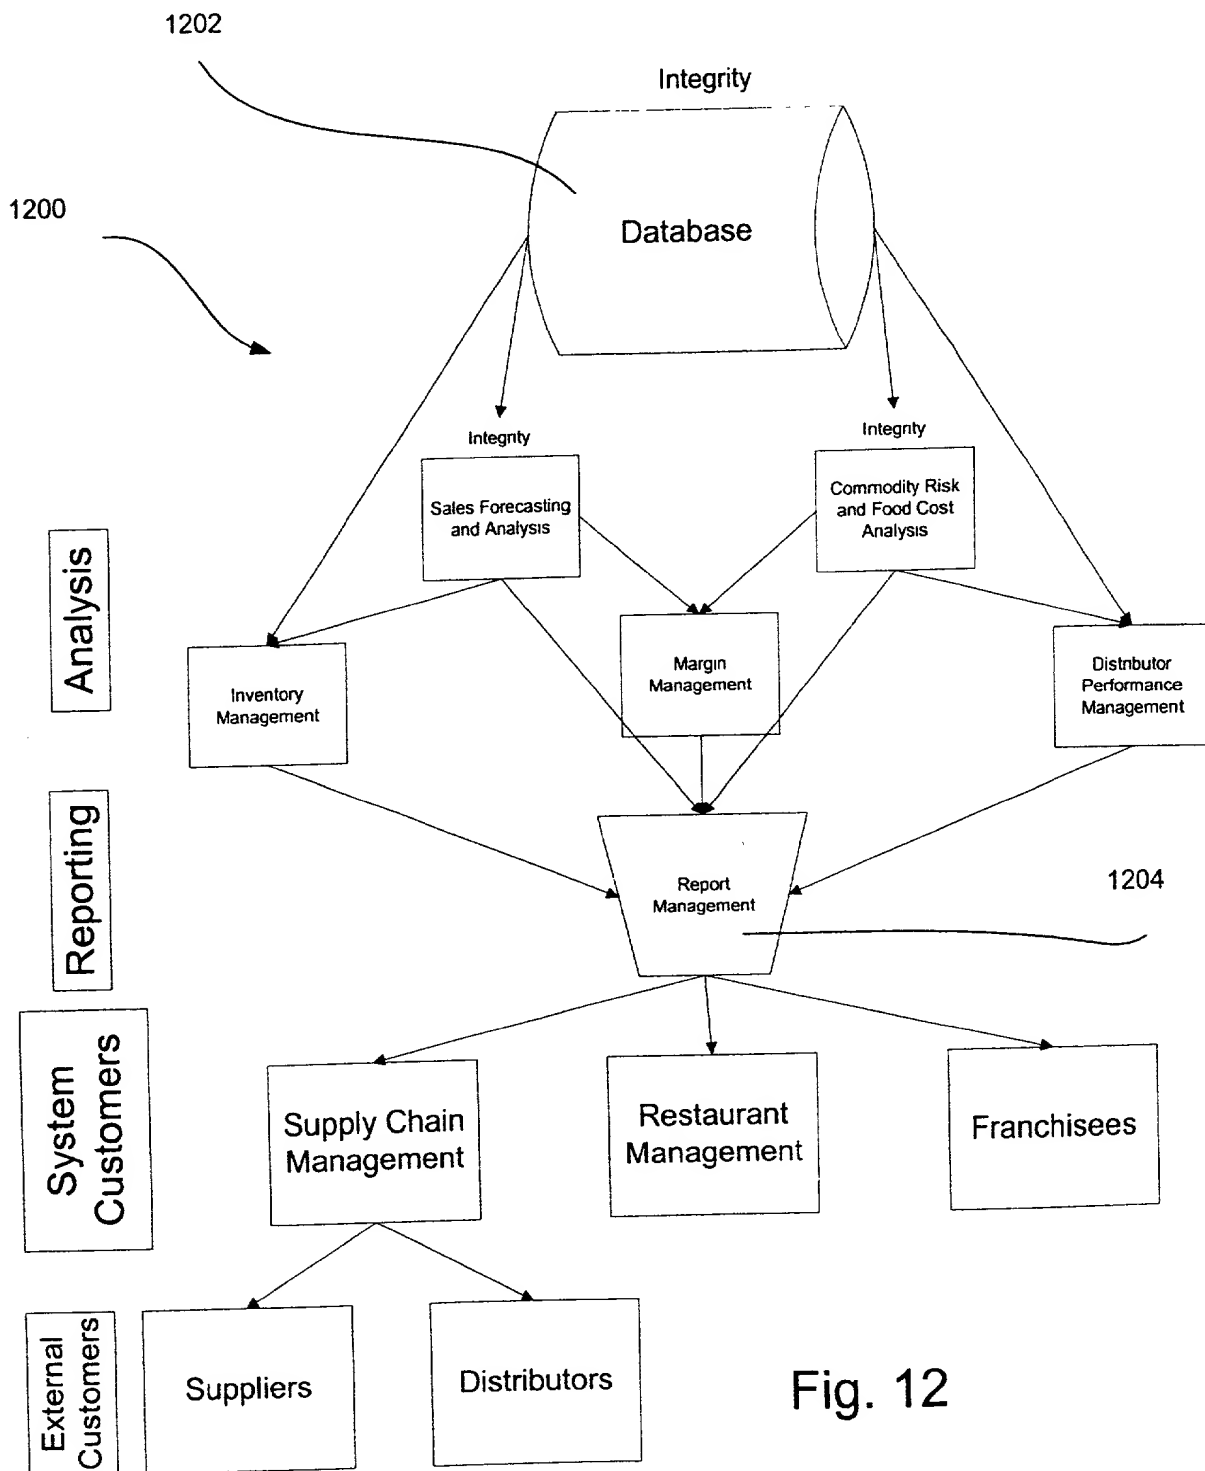 1202
Integrity
1200
Database
Integrity
Integrity
Sales Forecasting
and Analysis
Commodity Risk
and Food Cost
Analysis
Analysis
Inventory
Management
Margin
Management
Distributor
Performance
Management
Reporting
Report
Management
1204
System
Customers
Supply Chain
Management
Restaurant
Management
Franchisees
External
Customers
Suppliers
Distributors
Fig. 12